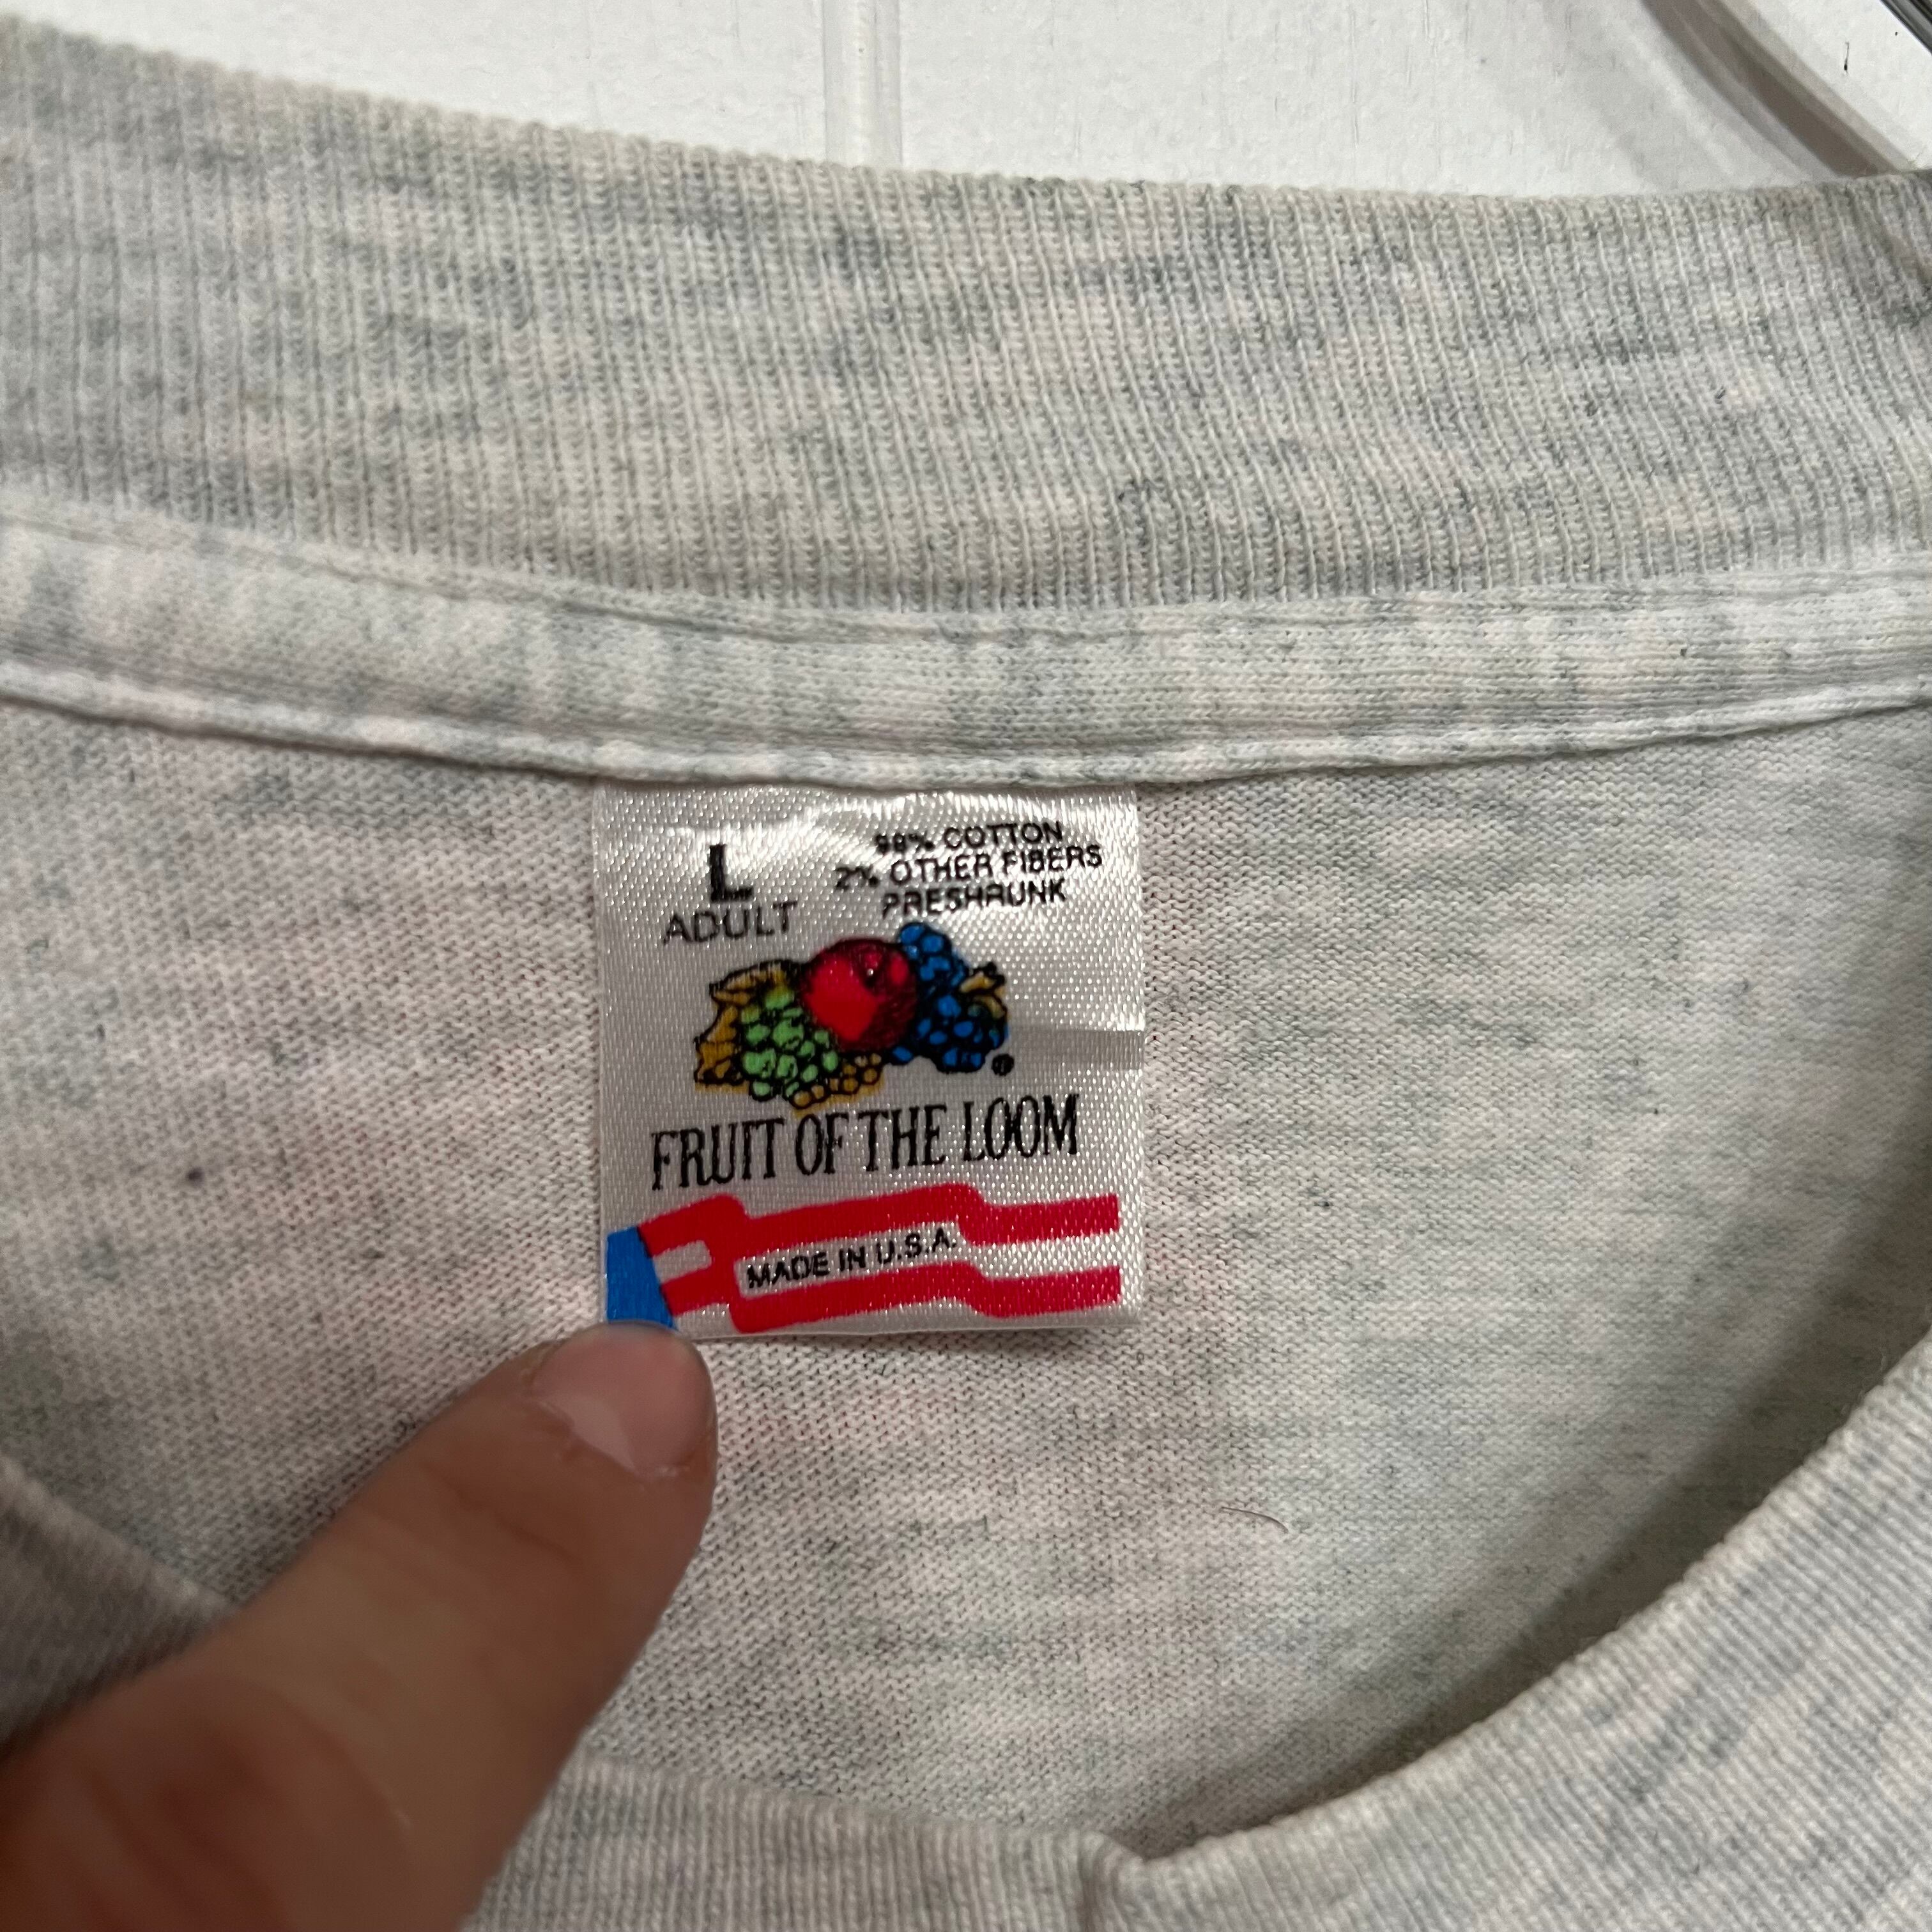 L
ADULT
98% COTTON
2% OTHER FIBERS
PRESHRUNK
®
FRUIT OF THE LOOM
MADE IN U.S.A.